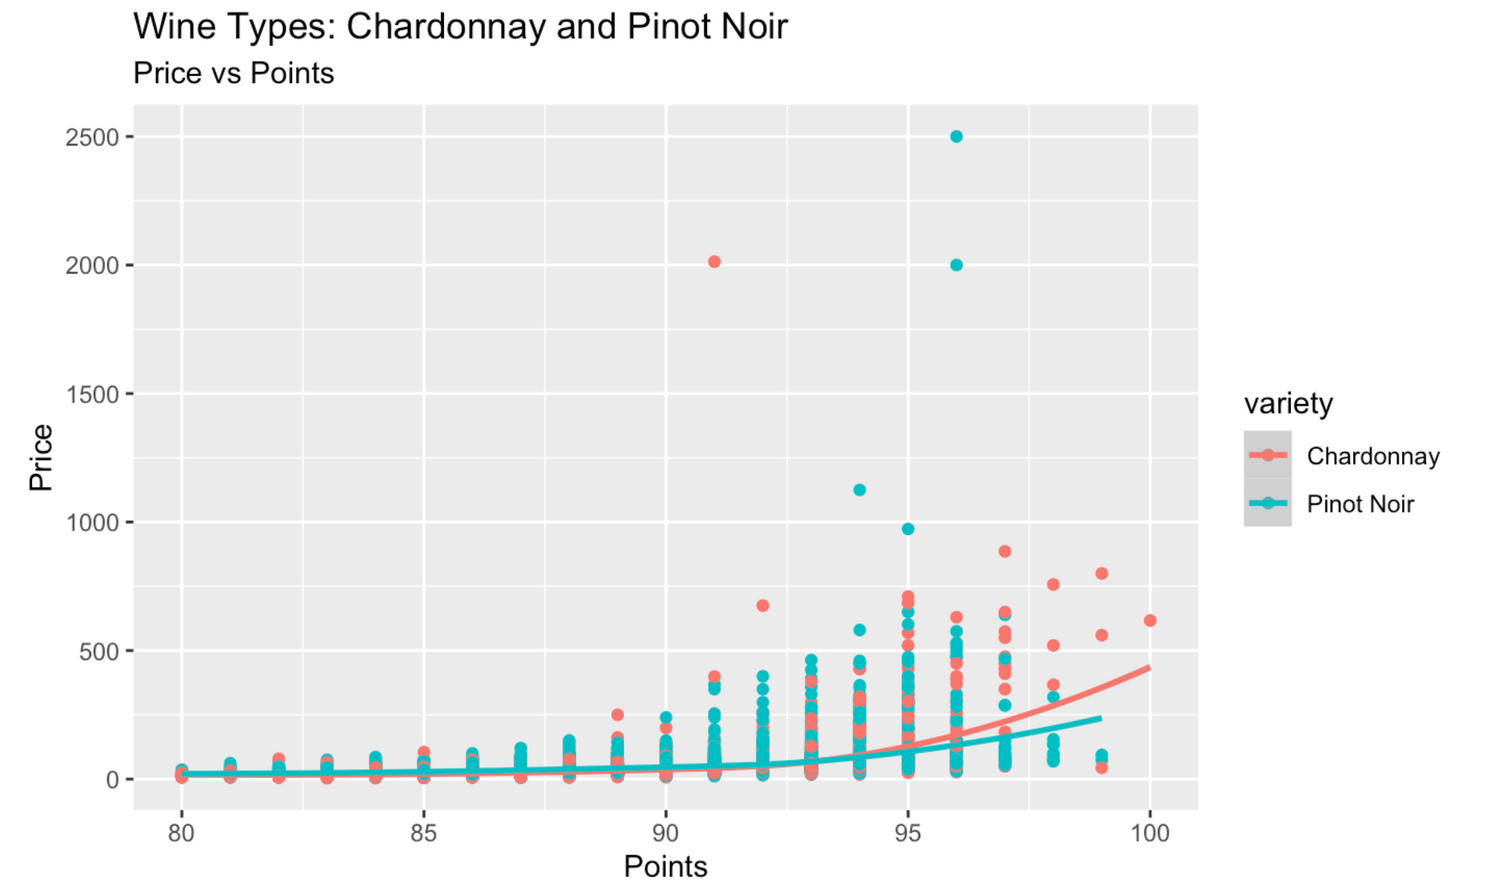 Wine Types: Chardonnay and Pinot Noir
Price vs Points
2500
2000
1500
1000
500
0
Price
80 85 90 95 100
Points
variety
Chardonnay
Pinot Noir